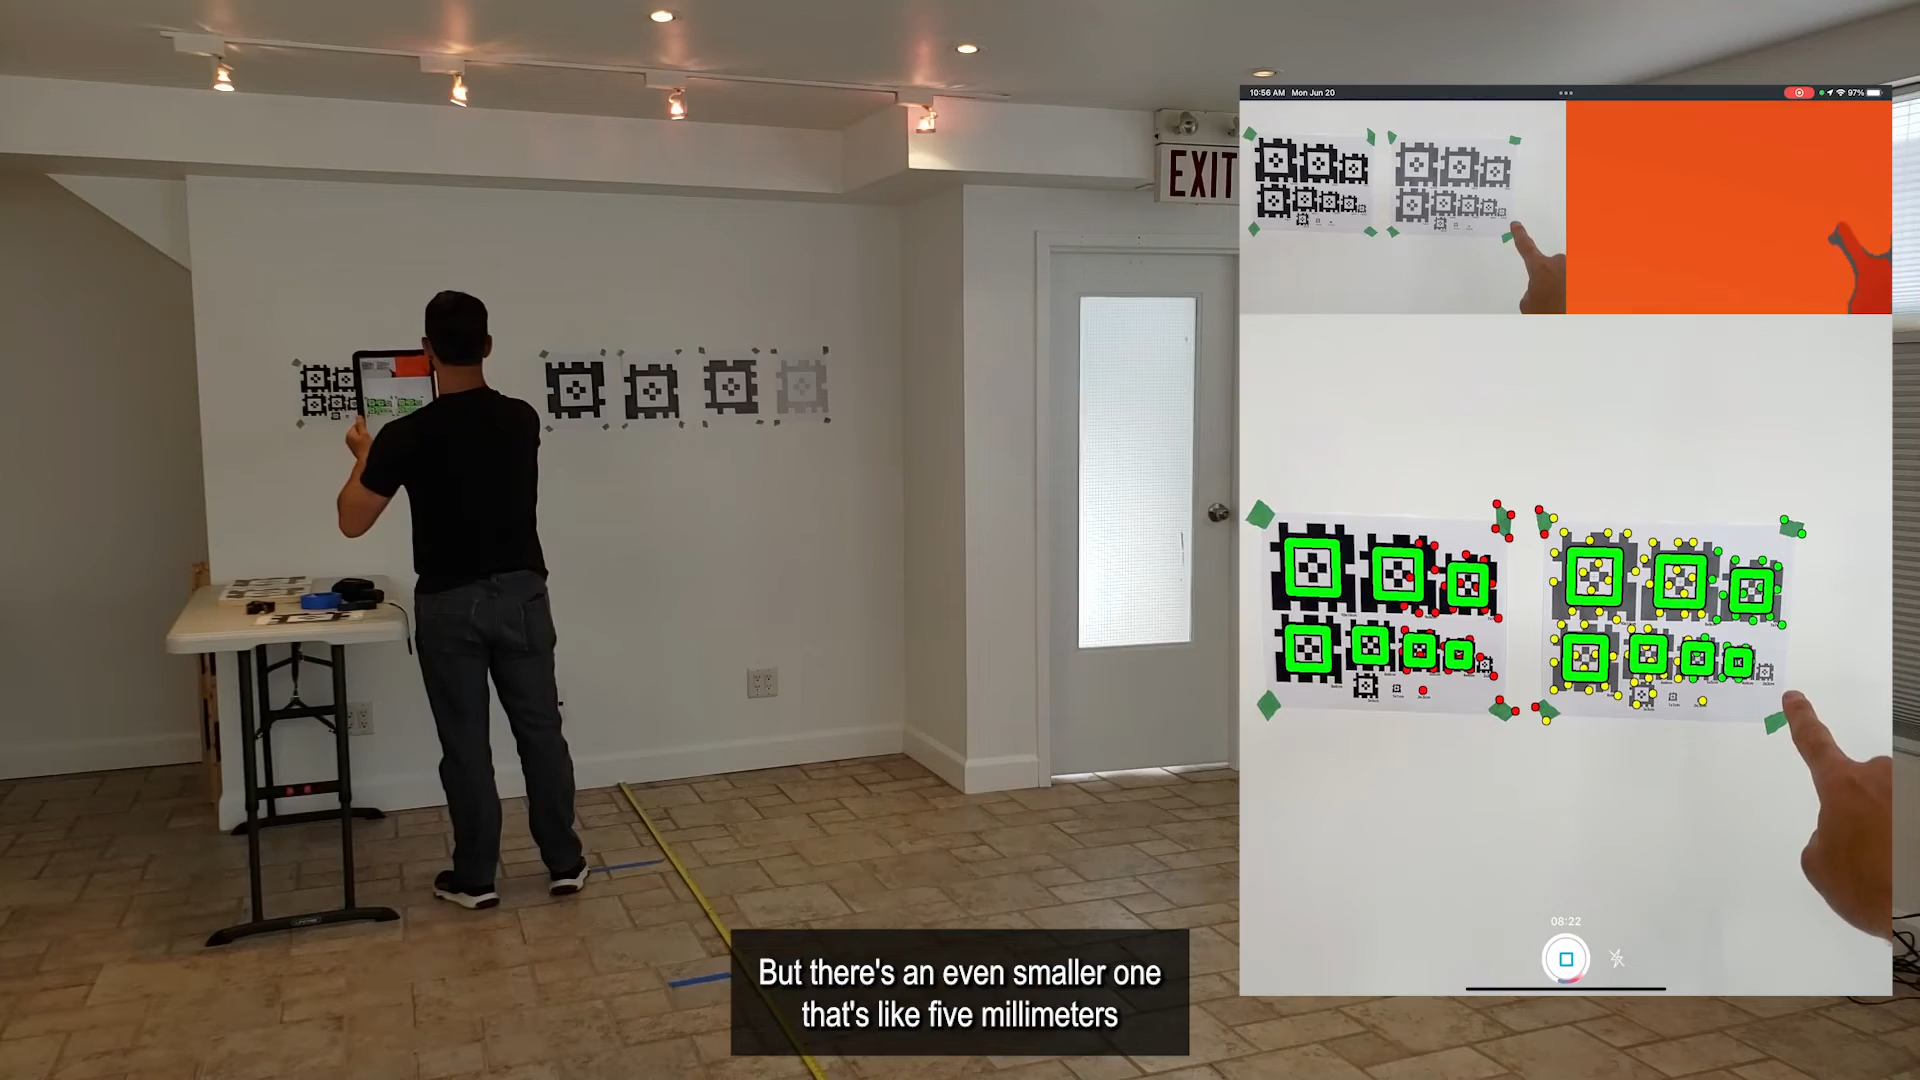 EXIT
10:56 AM Mon Jun 20
97%
08:22
But there's an even smaller one
that's like five millimeters